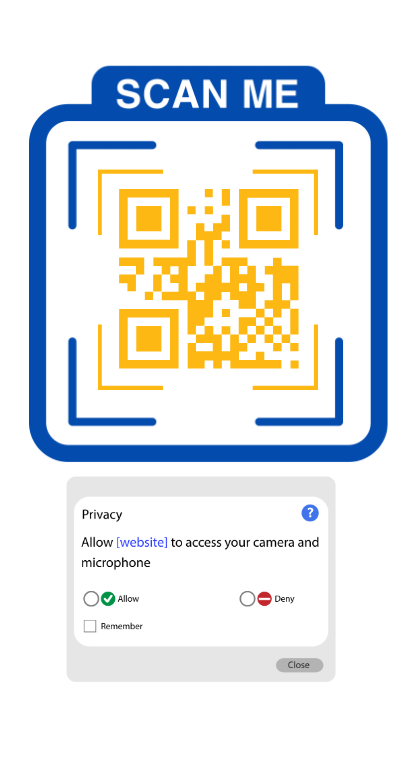 SCAN ME
Privacy
?
Allow [website] to access your camera and
microphone
Allow
Deny
Remember
Close